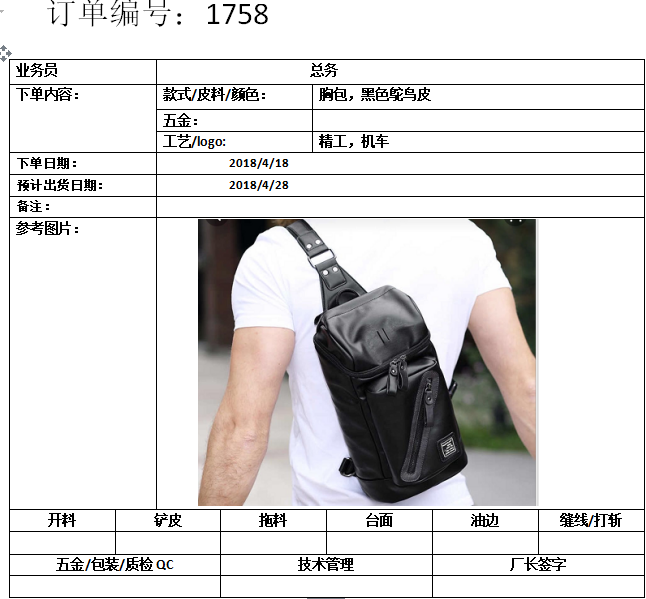 订单编号：1758
业务员 总务
下单内容： 款式/皮料/颜色： 胸包，黑色鸵鸟皮
五金：
工艺/logo: 精工，机车
下单日期： 2018/4/18
预计出货日期： 2018/4/28
备注：
参考图片：
开料 铲皮 拖料 台面 油边 缝线/打斩
五金/包装/质检 QC 技术管理 厂长签字